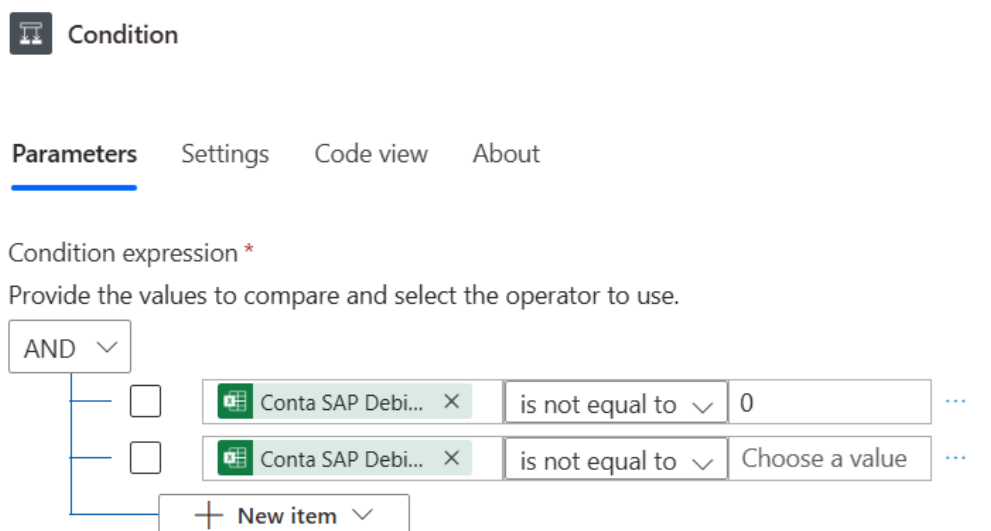 Condition
Parameters Settings Code view About
Condition expression *
Provide the values to compare and select the operator to use.
AND
Conta SAP Debi... is not equal to 0
Conta SAP Debi... is not equal to Choose a value
New item